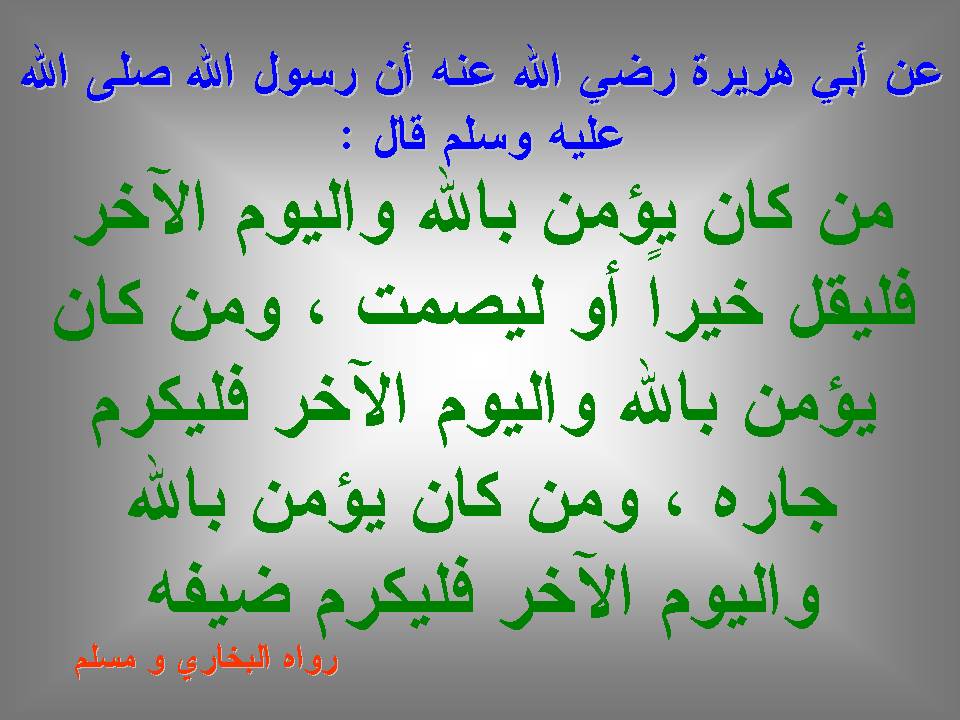 عن أبي هريرة رضي الله عنه أن رسول الله صلى الله
عليه وسلم قال :
من كان يؤمن بالله واليوم الآخر
فليقل خيراً أو ليصمت ، ومن كان
يؤمن بالله واليوم الآخر فليكرم
جاره ، ومن كان يؤمن بالله
واليوم الآخر فليكرم ضيفه
رواه البخاري و مسلم